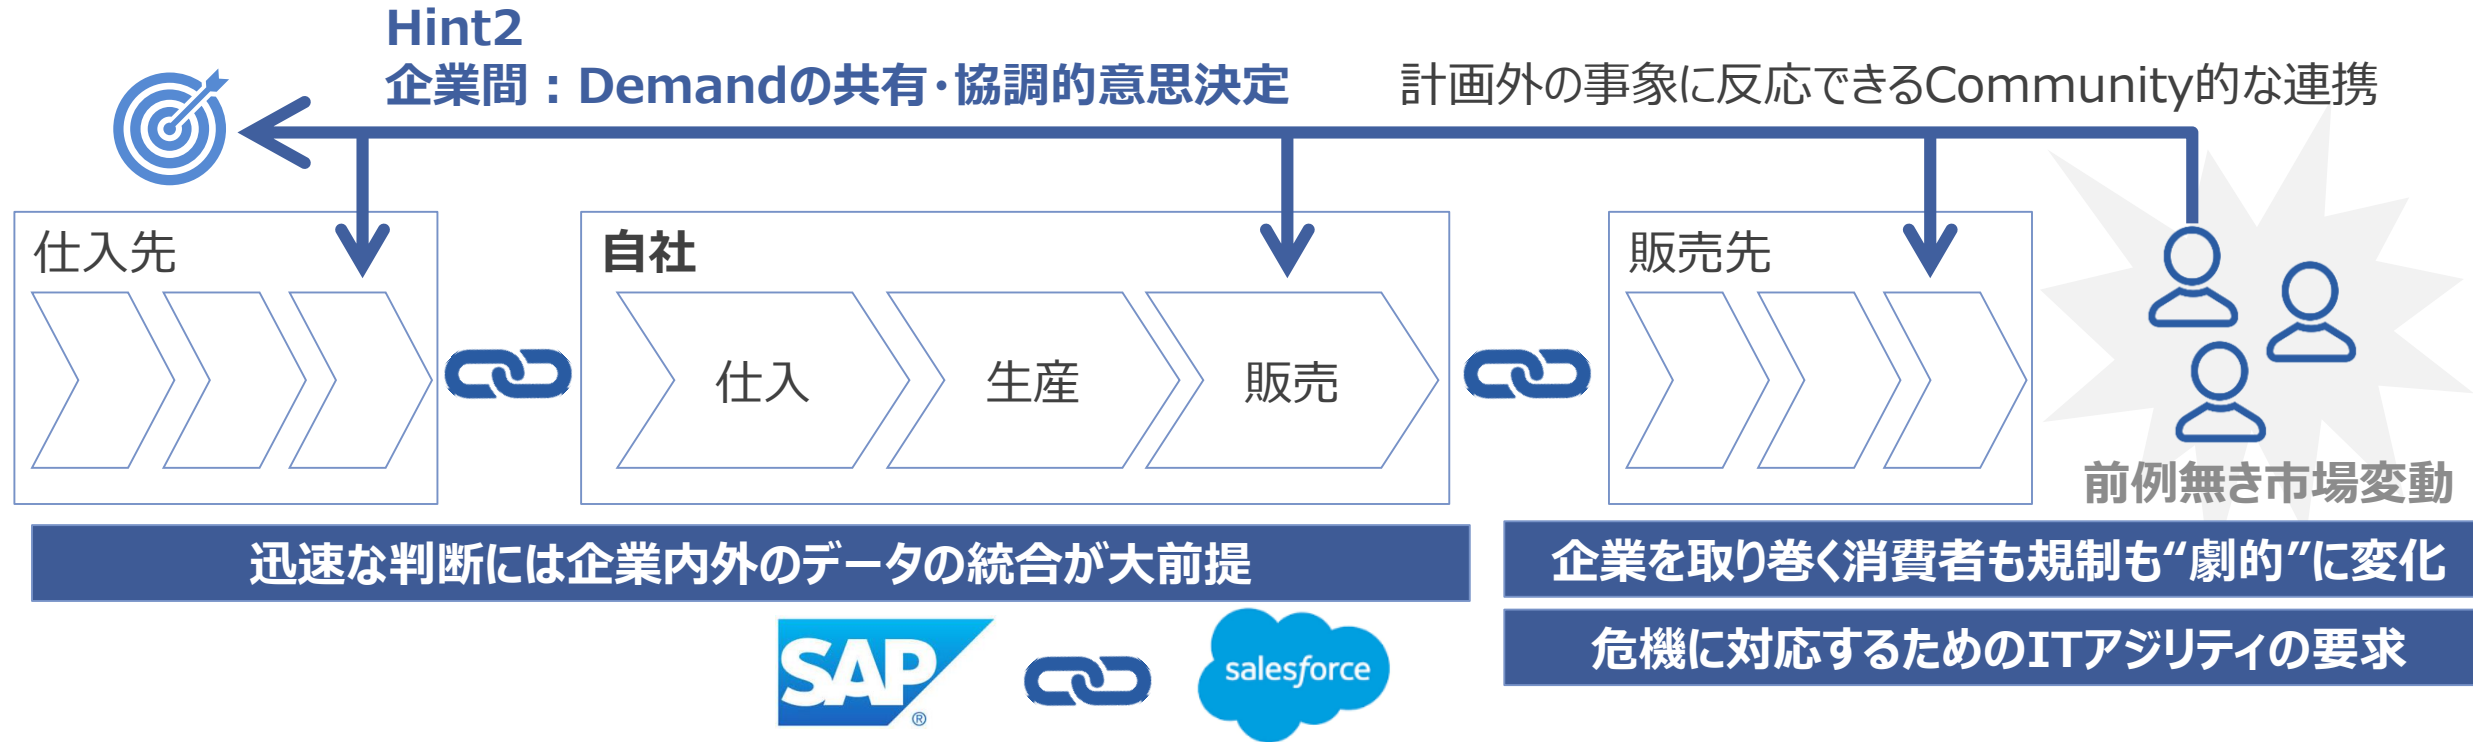 Hint2
企業間：Demandの共有・協調的意思決定
計画外の事象に反応できるCommunity的な連携
仕入先
自社
販売先
仕入
生産
販売
前例無き市場変動
迅速な判断には企業内外のデータの統合が大前提
企業を取り巻く消費者も規制も“劇的”に変化
危機に対応するためのITアジリティの要求
SAP®
salesforce